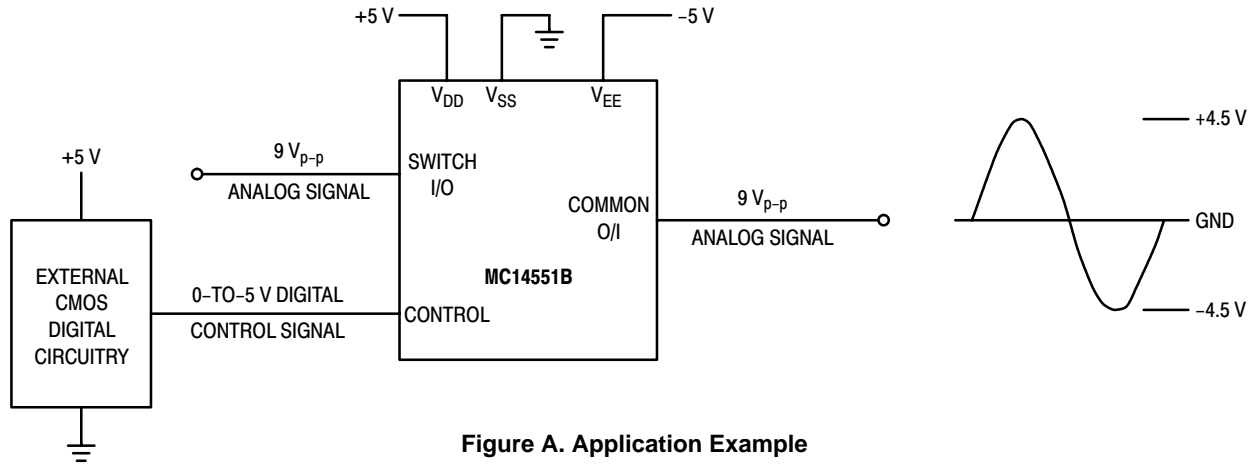 +5 V
−5 V
V_DD
V_SS
V_EE
+5 V
9 V_p−p
ANALOG SIGNAL
SWITCH
I/O
COMMON
O/I
9 V_p−p
ANALOG SIGNAL
+4.5 V
GND
−4.5 V
MC14551B
EXTERNAL
CMOS
DIGITAL
CIRCUITRY
0−TO−5 V DIGITAL
CONTROL SIGNAL
CONTROL
Figure A. Application Example